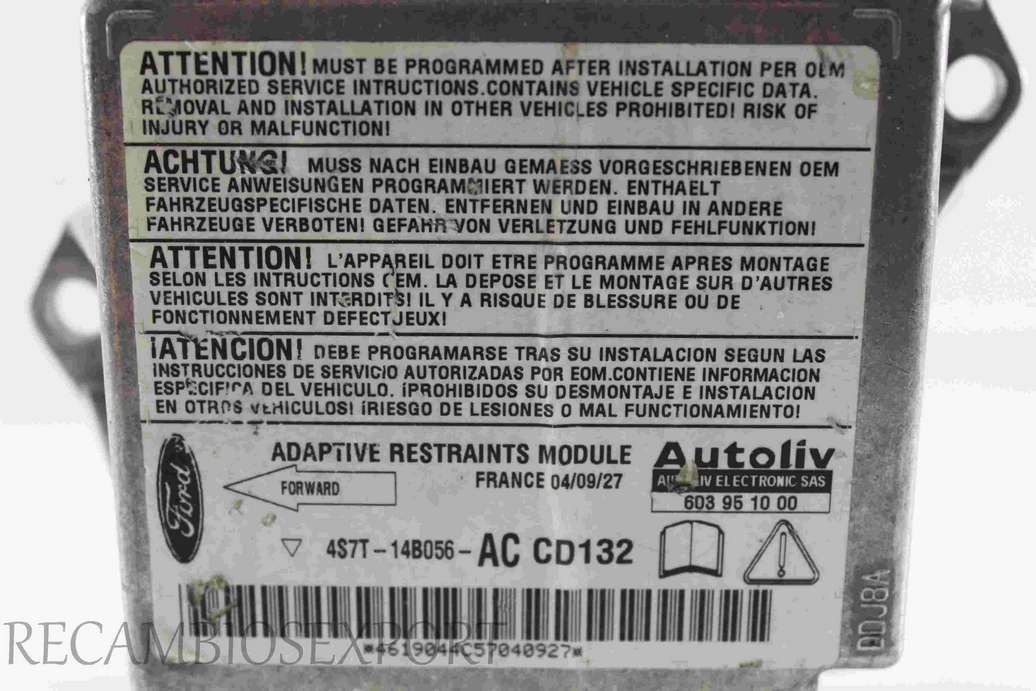 ATTENTION! MUST BE PROGRAMMED AFTER INSTALLATION PER OEM
AUTHORIZED SERVICE INTRUCTIONS.CONTAINS VEHICLE SPECIFIC DATA.
REMOVAL AND INSTALLATION IN OTHER VEHICLES PROHIBITED! RISK OF
INJURY OR MALFUNCTION!
ACHTUNG! MUSS NACH EINBAU GEMAESS VORGESCHRIEBENEN OEM
SERVICE ANWEISUNGEN PROGRAMMIERT WERDEN. ENTHAELT
FAHRZEUGSPEZIFISCHE DATEN. ENTFERNEN UND EINBAU IN ANDERE
FAHRZEUGE VERBOTEN! GEFAHR VON VERLETZUNG UND FEHLFUNKTION!
ATTENTION! L'APPAREIL DOIT ETRE PROGRAMME APRES MONTAGE
SELON LES INTRUCTIONS OEM. LA DEPOSE ET LE MONTAGE SUR D'AUTRES
VEHICULES SONT INTERDITS! IL Y A RISQUE DE BLESSURE OU DE
FONCTIONNEMENT DEFECTUEUX!
¡ATENCION! DEBE PROGRAMARSE TRAS SU INSTALACION SEGUN LAS
INSTRUCCIONES DE SERVICIO AUTORIZADAS POR EOM.CONTIENE INFORMACION
ESPECIFICA DEL VEHICULO. ¡PROHIBIDOS SU DESMONTAJE E INSTALACION
EN OTROS VEHICULOS! ¡RIESGO DE LESIONES O MAL FUNCTIONAMIENTO!
ADAPTIVE RESTRAINTS MODULE
FRANCE 04/09/27
Autoliv
AUTOLIV ELECTRONIC SAS
603 95 10 00
Ford
FORWARD
4S7T-14B056-AC CD132
*4619044C57040927*
DDJ8A
RECAMBIOSEXPORT